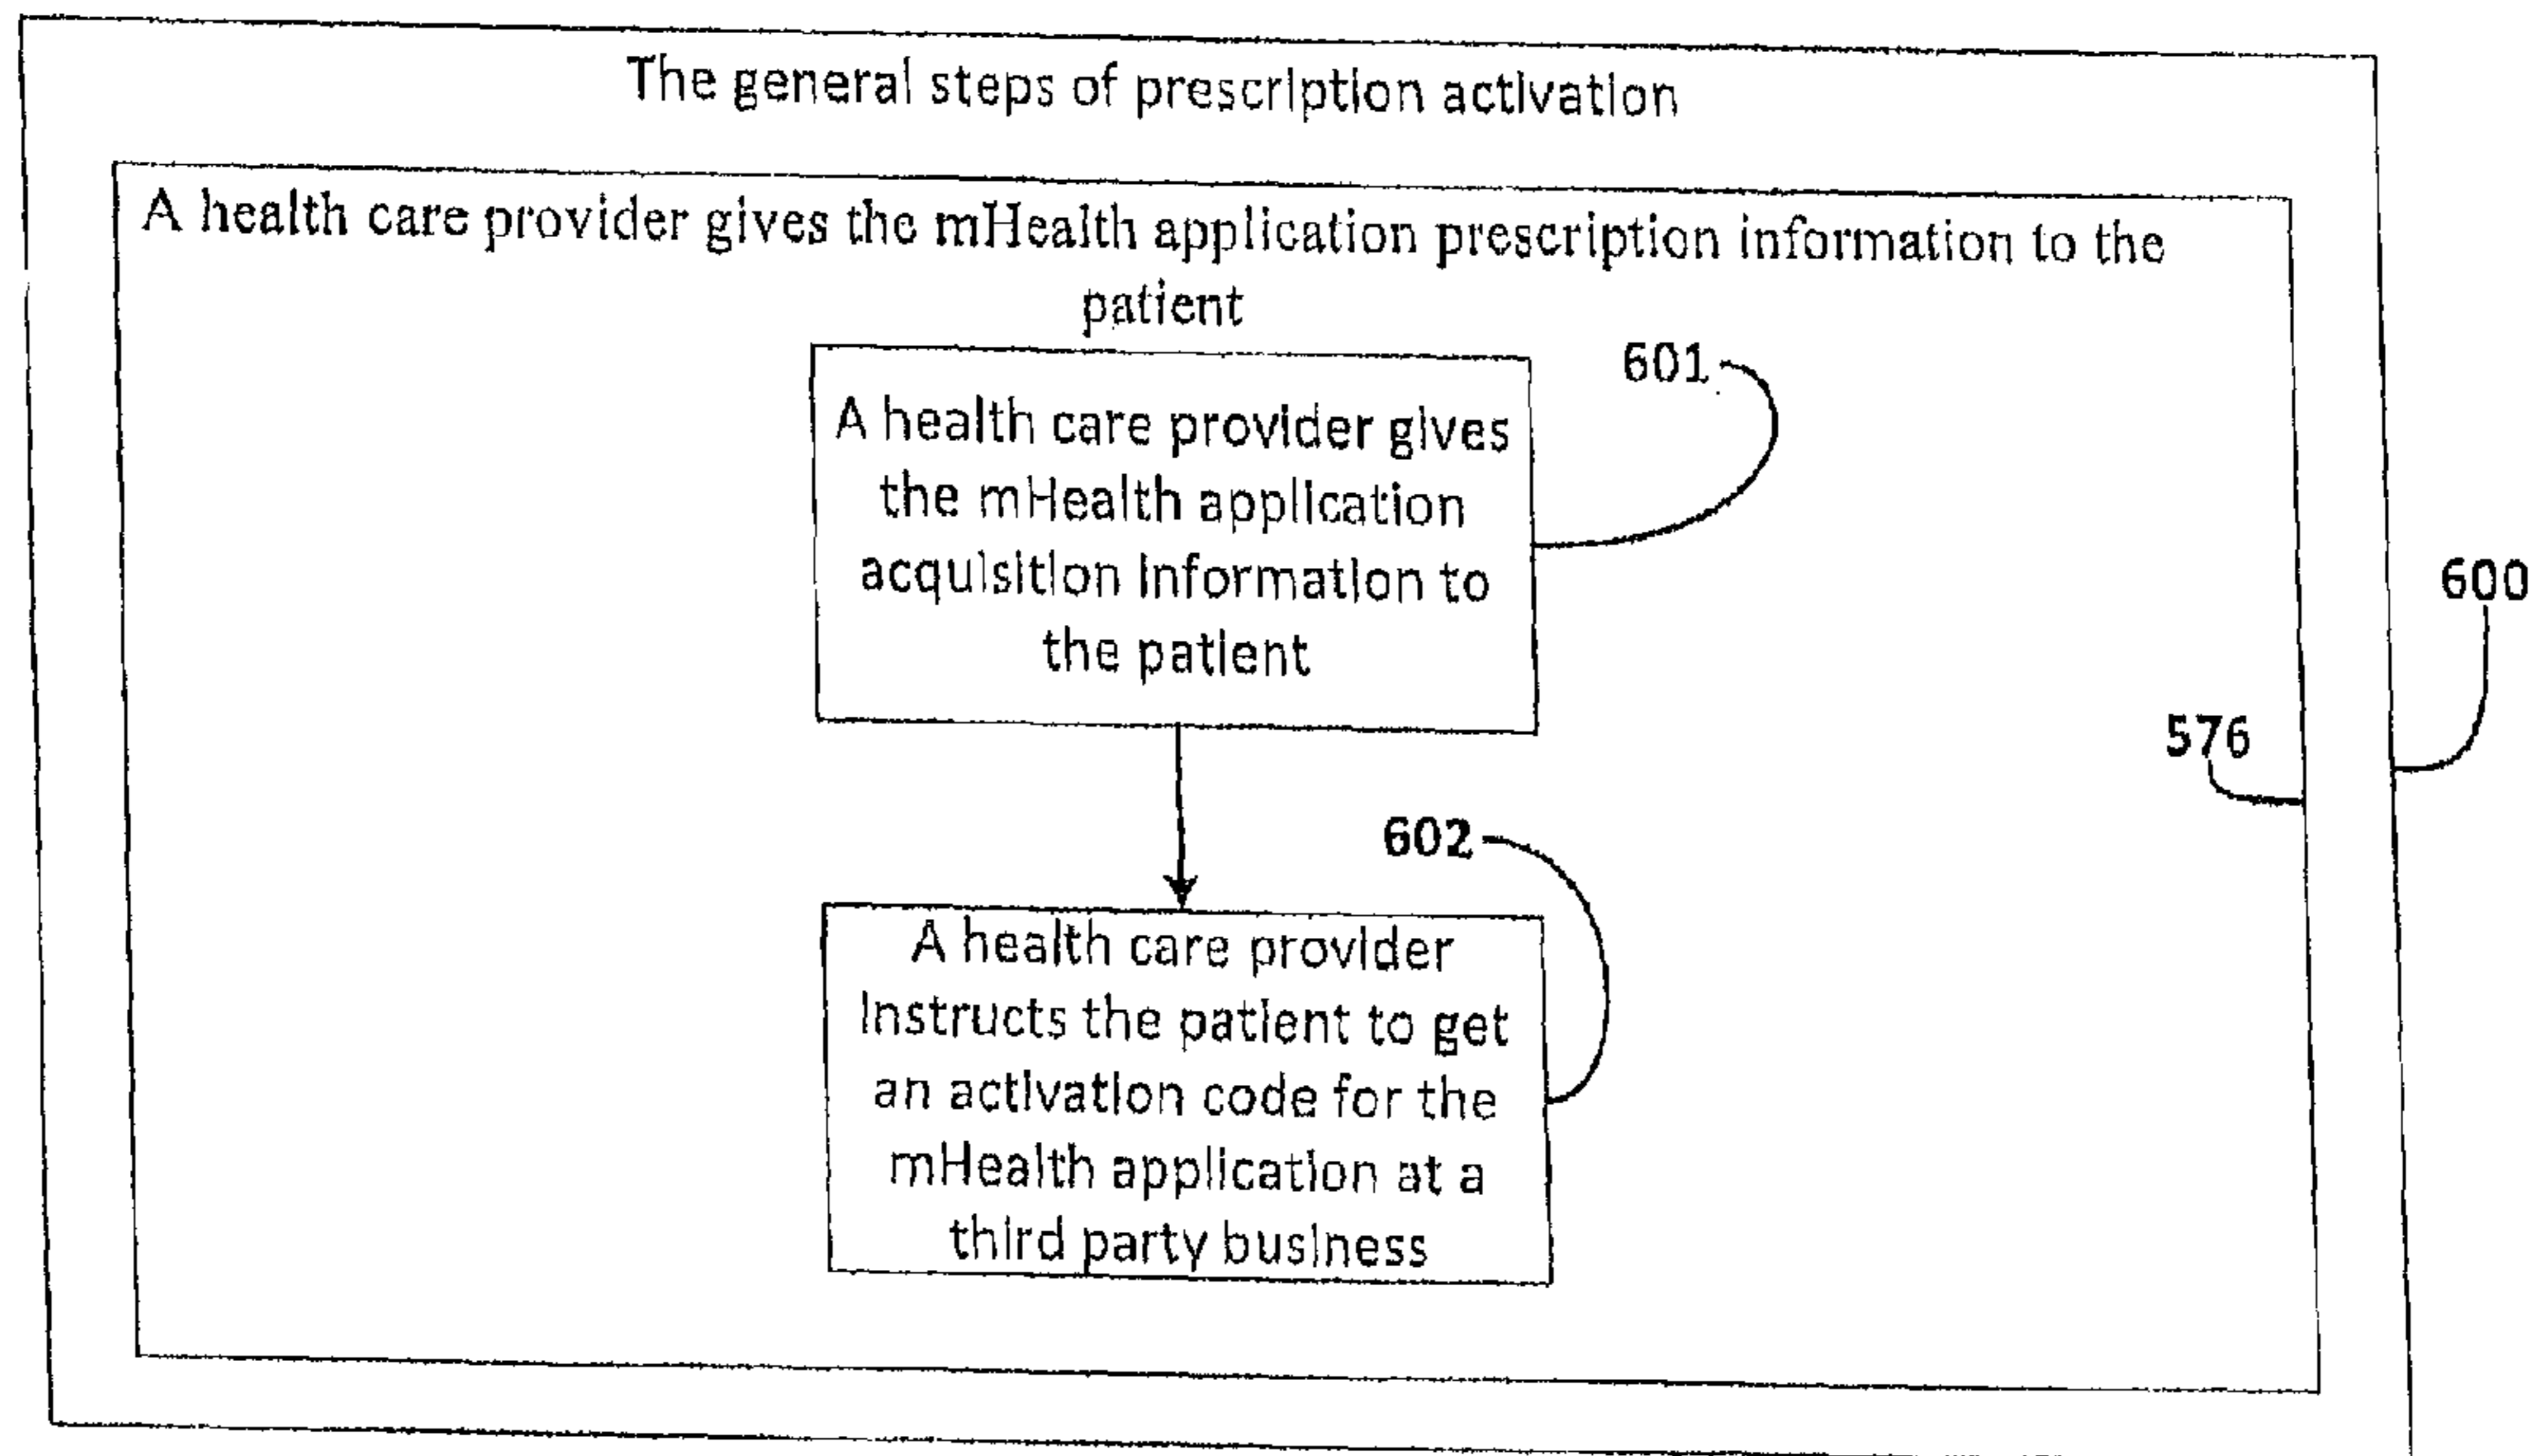 The general steps of prescription activation
A health care provider gives the mHealth application prescription information to the
patient
601
A health care provider gives
the mHealth application
acquisition information to
the patient
600
576
602
A health care provider
Instructs the patient to get
an activation code for the
mHealth application at a
third party business